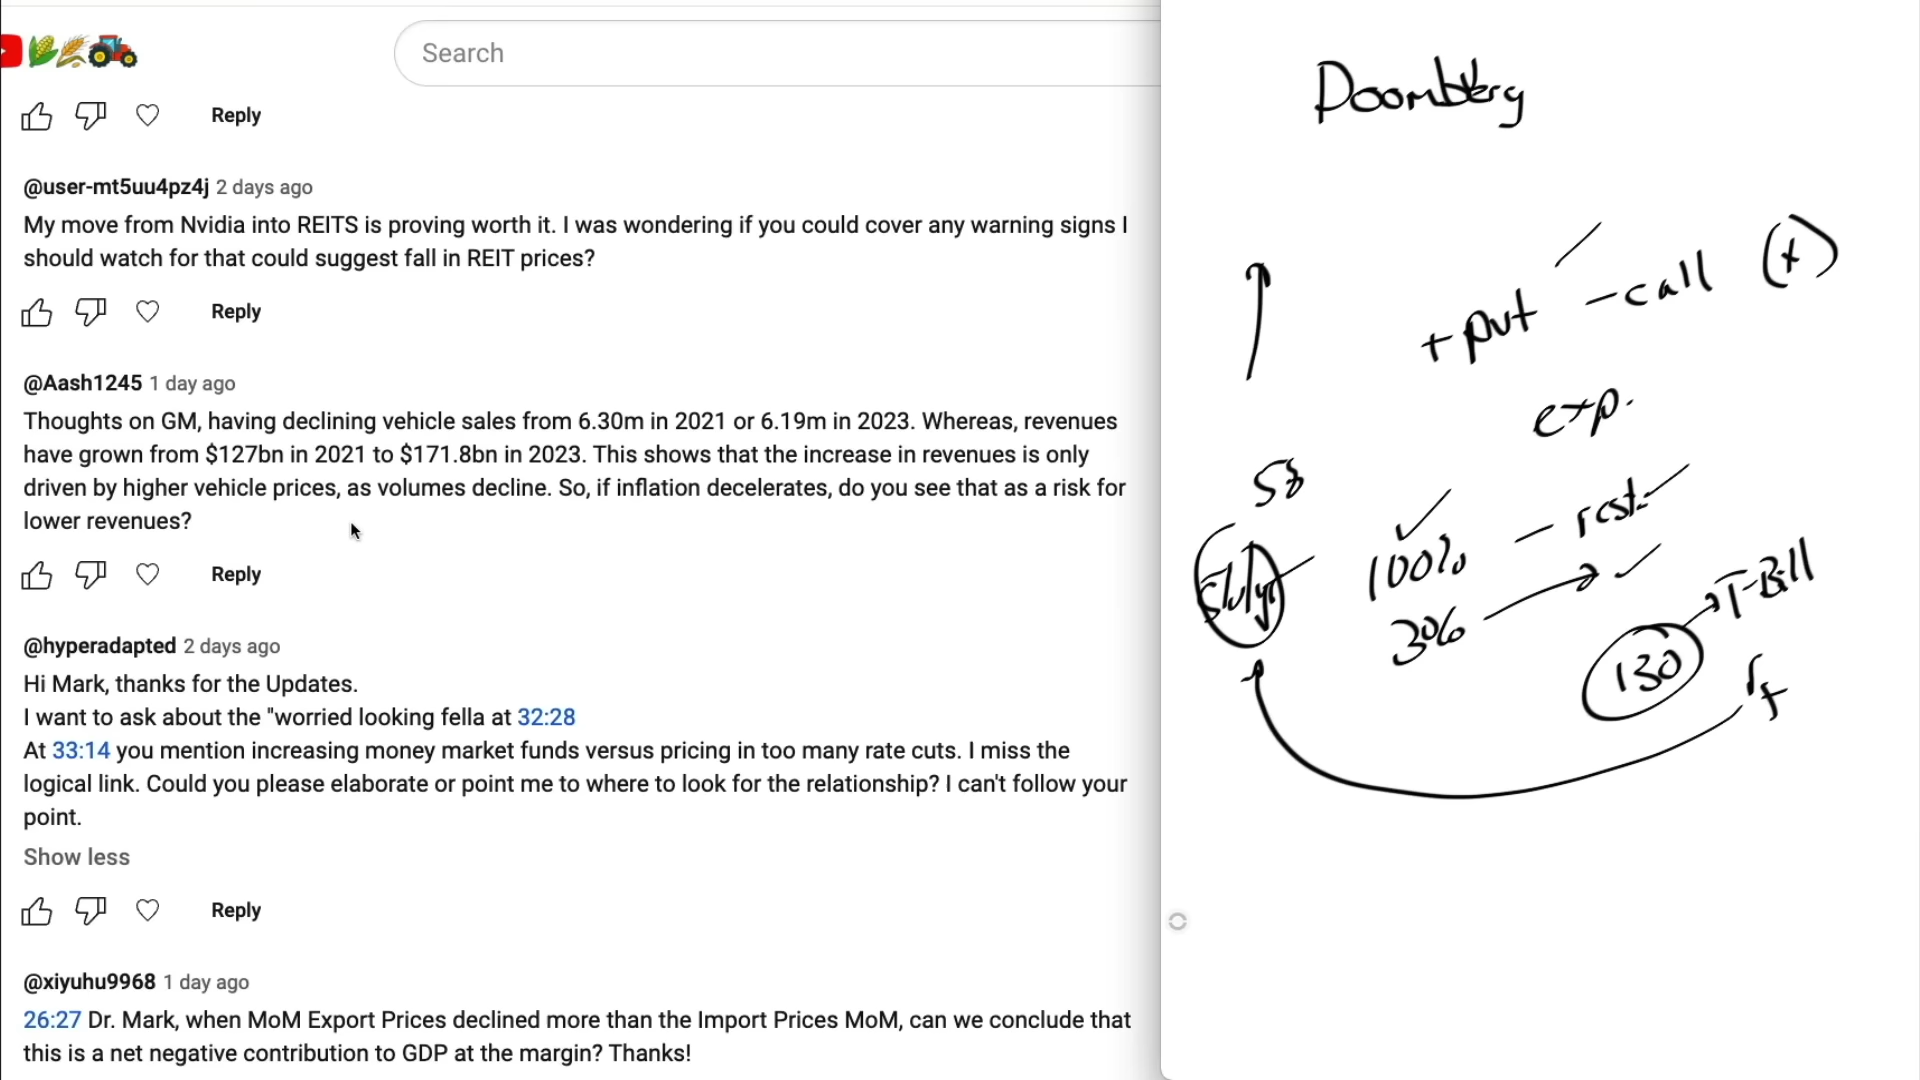 Search
Reply
@user-mt5uu4pz4j 2 days ago
My move from Nvidia into REITS is proving worth it. I was wondering if you could cover any warning signs I
should watch for that could suggest fall in REIT prices?
Reply
@Aash1245 1 day ago
Thoughts on GM, having declining vehicle sales from 6.30m in 2021 or 6.19m in 2023. Whereas, revenues
have grown from $127bn in 2021 to $171.8bn in 2023. This shows that the increase in revenues is only
driven by higher vehicle prices, as volumes decline. So, if inflation decelerates, do you see that as a risk for
lower revenues?
Reply
@hyperadapted 2 days ago
Hi Mark, thanks for the Updates.
I want to ask about the "worried looking fella at 32:28
At 33:14 you mention increasing money market funds versus pricing in too many rate cuts. I miss the
logical link. Could you please elaborate or point me to where to look for the relationship? I can't follow your
point.
Show less
Reply
@xiyuhu9968 1 day ago
26:27 Dr. Mark, when MoM Export Prices declined more than the Import Prices MoM, can we conclude that
this is a net negative contribution to GDP at the margin? Thanks!
Doomberg
+ put - call (+)
exp.
100% - rest
30%
130 T-Bill